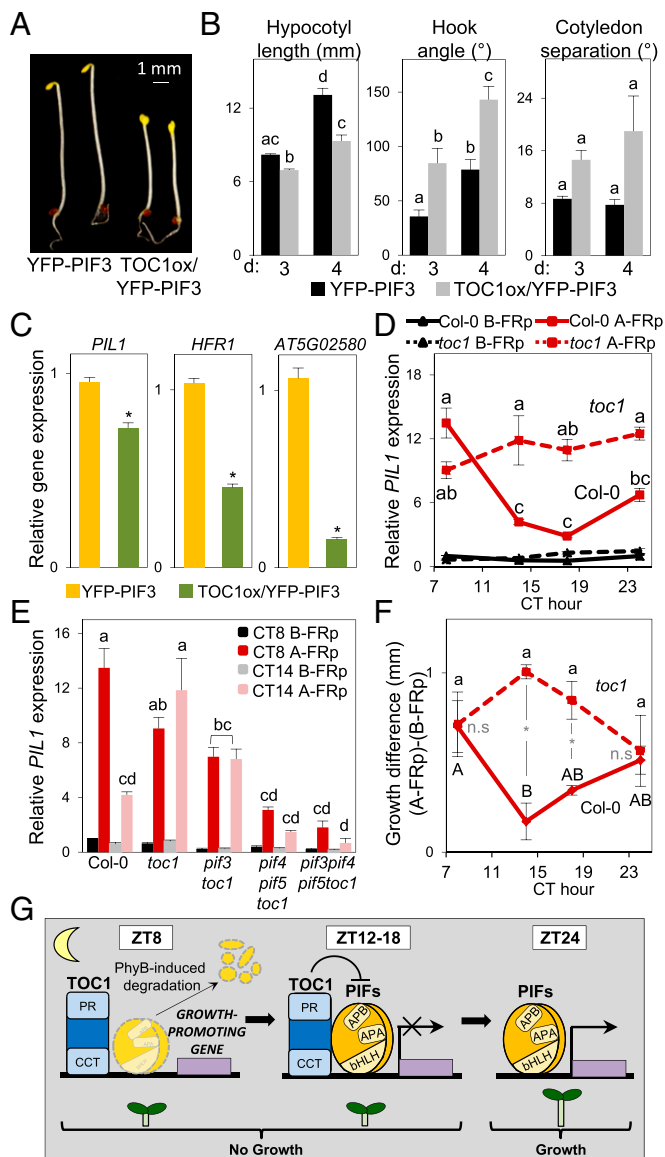 A
1 mm
YFP-PIF3
TOC1ox/
YFP-PIF3
B
Hypocotyl
length (mm)
Hook
angle (°)
Cotyledon
separation (°)
12
6
0
ac
b
d
c
150
100
50
0
a
b
b
c
24
16
8
0
a
a
a
a
d: 3 4
d: 3 4
d: 3 4
YFP-PIF3
TOC1ox/YFP-PIF3
C
Relative gene expression
PIL1
HFR1
AT5G02580
1
0
*
1
0
*
1
0
*
YFP-PIF3
TOC1ox/YFP-PIF3
D
Col-0 B-FRp
Col-0 A-FRp
toc1 B-FRp
toc1 A-FRp
Relative PIL1 expression
18
12
6
0
a
a
ab
a
toc1
ab
c
c
bc
Col-0
7 11 15 19 23
CT hour
E
Relative PIL1 expression
16
12
8
4
0
CT8 B-FRp
CT8 A-FRp
CT14 B-FRp
CT14 A-FRp
a
cd
ab
a
bc
cd
cd
cd
d
Col-0
toc1
pif3
toc1
pif4
pif5
toc1
pif3pif4
pif5toc1
F
Growth difference (mm)
(A-FRp)-(B-FRp)
1
0
a
a
a
a
toc1
n.s
*
*
n.s
A
B
AB
AB
Col-0
7 11 15 19 23
CT hour
G
ZT8
ZT12-18
ZT24
PhyB-induced
degradation
TOC1
PR
CCT
GROWTH-
PROMOTING
GENE
TOC1
PIFs
PR
CCT
APB
APA
bHLH
PIFs
APB
APA
bHLH
No Growth
Growth